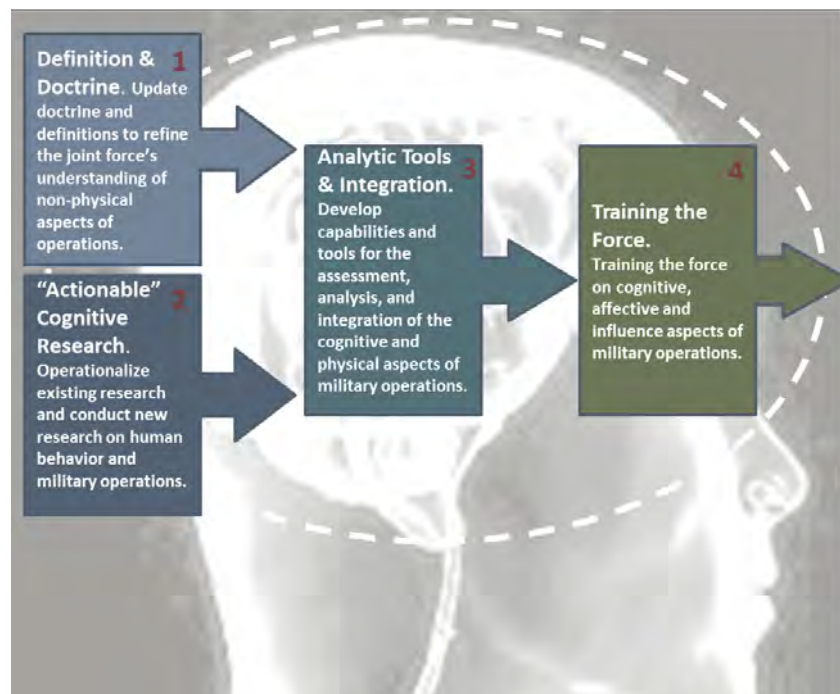 Definition & 1
Doctrine. Update
doctrine and
definitions to refine
the joint force’s
understanding of
non-physical
aspects of
operations.
“Actionable” 2
Cognitive
Research.
Operationalize
existing research
and conduct new
research on human
behavior and
military operations.
Analytic Tools
& Integration. 3
Develop
capabilities and
tools for the
assessment,
analysis, and
integration of the
cognitive and
physical aspects of
military operations.
4
Training the
Force.
Training the force
on cognitive,
affective and
influence aspects of
military operations.